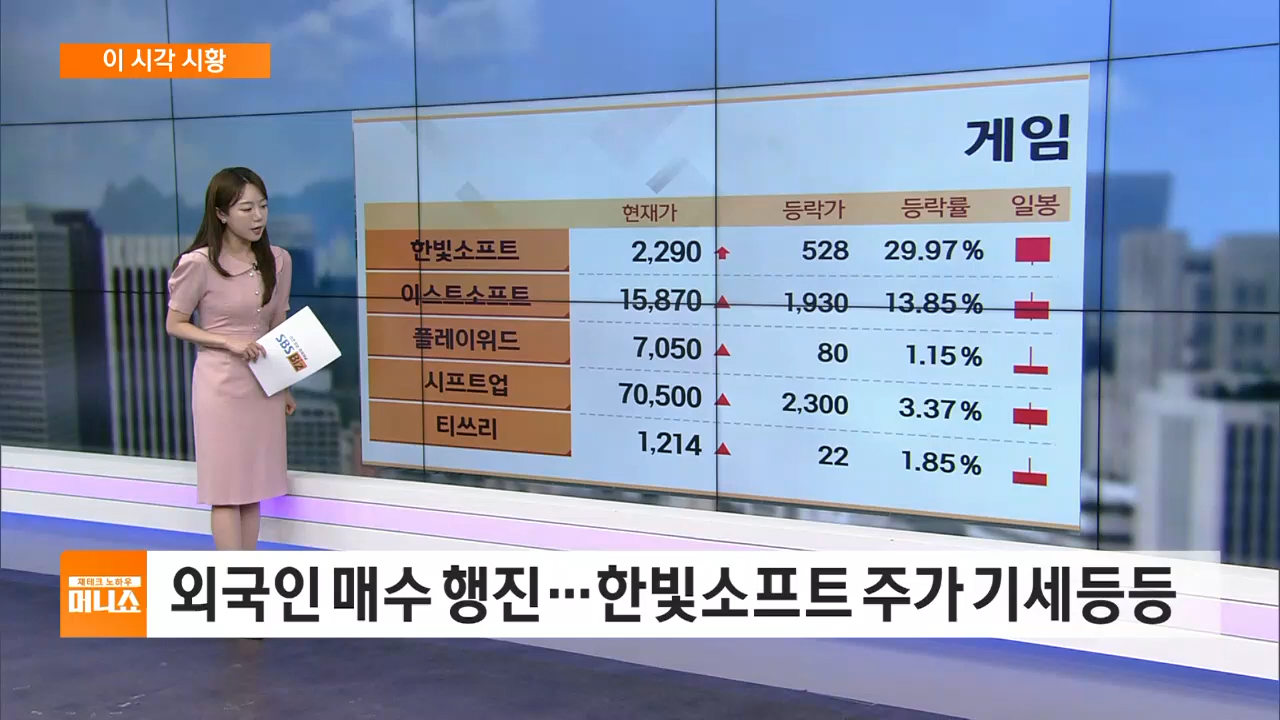 이 시각 시황
게임
현재가 등락가 등락률 일봉
한빛소프트 2,290 528 29.97%
이스트소프트 15,870 1,930 13.85%
플레이위드 7,050 80 1.15%
시프트업 70,500 2,300 3.37%
티쓰리 1,214 22 1.85%
SBS Biz
재테크 노하우
머니쇼
외국인 매수 행진…한빛소프트 주가 기세등등